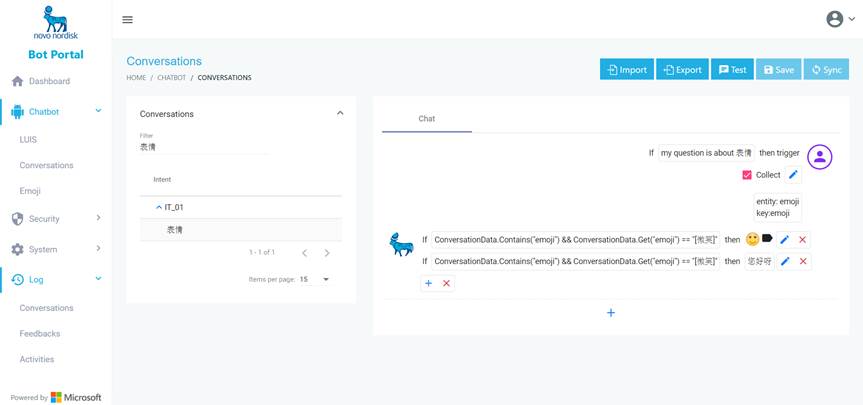 novo nordisk
Bot Portal
Dashboard
Chatbot
LUIS
Conversations
Emoji
Security
System
Log
Conversations
Feedbacks
Activities
Powered by Microsoft
Conversations
HOME / CHATBOT / CONVERSATIONS
Import Export Test Save Sync
Conversations
Filter
表情
Intent
IT_01
表情
1 - 1 of 1
Items per page: 15
Chat
If my question is about 表情 then trigger
Collect
entity: emoji
key:emoji
If ConversationData.Contains("emoji") && ConversationData.Get("emoji") == "[微笑]" then
If ConversationData.Contains("emoji") && ConversationData.Get("emoji") == "[微笑]" then 您好呀